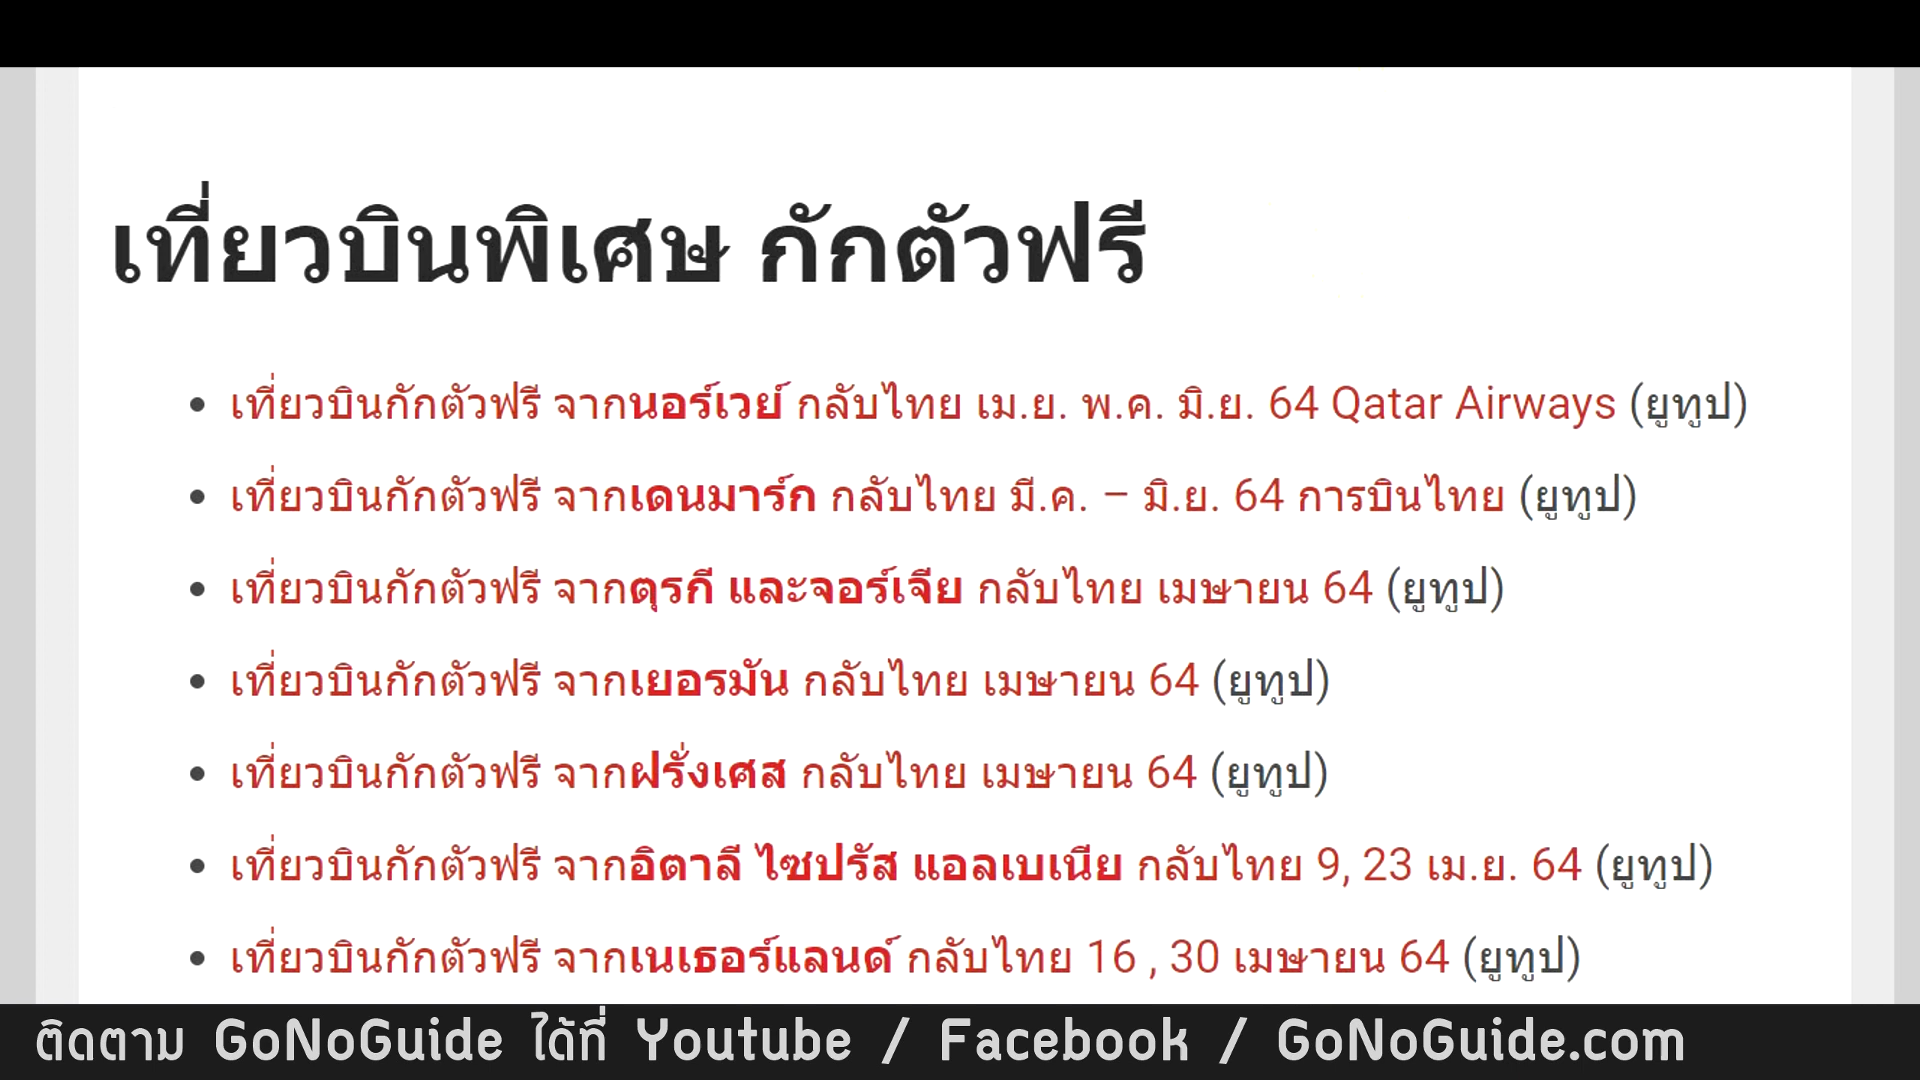 เที่ยวบินพิเศษ กักตัวฟรี
• เที่ยวบินกักตัวฟรี จากนอร์เวย์ กลับไทย เม.ย. พ.ค. มิ.ย. 64 Qatar Airways (ยูทูป)
• เที่ยวบินกักตัวฟรี จากเดนมาร์ก กลับไทย มี.ค. – มิ.ย. 64 การบินไทย (ยูทูป)
• เที่ยวบินกักตัวฟรี จากตุรกี และจอร์เจีย กลับไทย เมษายน 64 (ยูทูป)
• เที่ยวบินกักตัวฟรี จากเยอรมัน กลับไทย เมษายน 64 (ยูทูป)
• เที่ยวบินกักตัวฟรี จากฝรั่งเศส กลับไทย เมษายน 64 (ยูทูป)
• เที่ยวบินกักตัวฟรี จากอิตาลี ไซปรัส แอลเบเนีย กลับไทย 9, 23 เม.ย. 64 (ยูทูป)
• เที่ยวบินกักตัวฟรี จากเนเธอร์แลนด์ กลับไทย 16 , 30 เมษายน 64 (ยูทูป)
ติดตาม GoNoGuide ได้ที่ Youtube / Facebook / GoNoGuide.com